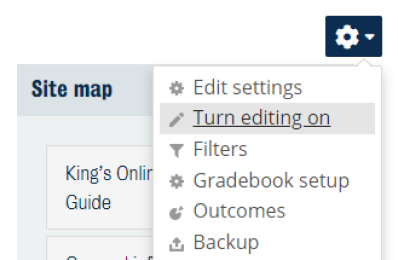 Site map
Edit settings
Turn editing on
Filters
King's Onlin
Guide
Gradebook setup
Outcomes
Backup